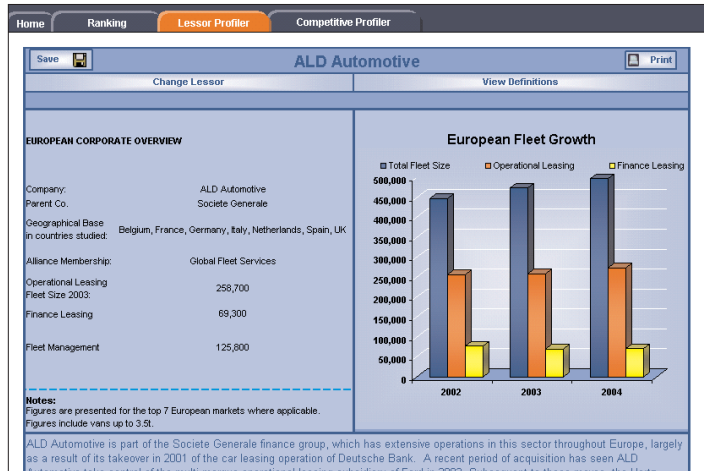 Home Ranking Lessor Profiler Competitive Profiler
Save ALD Automotive Print
Change Lessor View Definitions
EUROPEAN CORPORATE OVERVIEW
Company: ALD Automotive
Parent Co. Societe Generale
Geographical Base
in countries studied: Belgium, France, Germany, Italy, Netherlands, Spain, UK
Alliance Membership: Global Fleet Services
Operational Leasing
Fleet Size 2003: 258,700
Finance Leasing 69,300
Fleet Management 125,800
Notes:
Figures are presented for the top 7 European markets where applicable.
Figures include vans up to 3.5t.
European Fleet Growth
Total Fleet Size Operational Leasing Finance Leasing
500,000
450,000
400,000
350,000
300,000
250,000
200,000
150,000
100,000
50,000
0
2002 2003 2004
ALD Automotive is part of the Societe Generale finance group, which has extensive operations in this sector throughout Europe, largely
as a result of its takeover in 2001 of the car leasing operation of Deutsche Bank. A recent period of acquisition has seen ALD